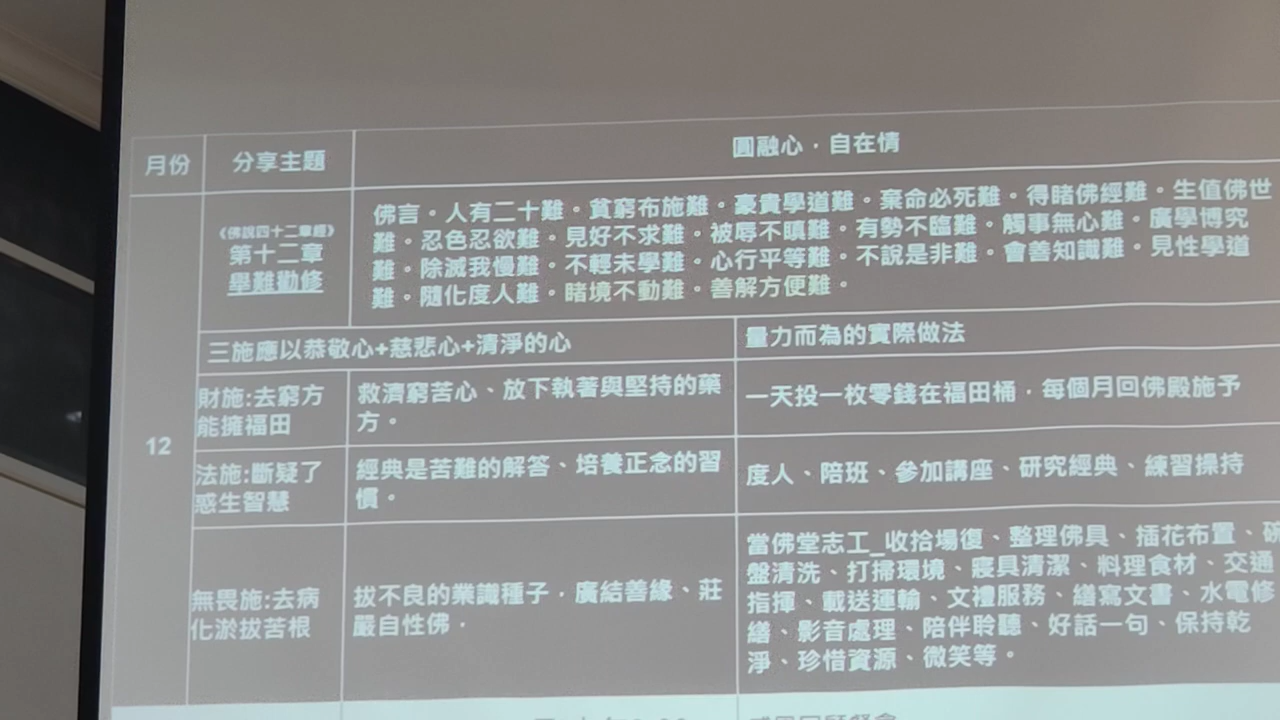 月份
分享主題
圓融心．自在情
《佛說四十二章經》
第十二章
學難勸修
佛言。人有二十難。貧窮布施難。豪貴學道難。棄命必死難。得睹佛經難。生值佛世
難。忍色忍欲難。見好不求難。被辱不瞋難。有勢不臨難。觸事無心難。廣學博究
難。除滅我慢難。不輕未學難。心行平等難。不說是非難。會善知識難。見性學道
難。隨化度人難。睹境不動難。善解方便難。
12
三施應以恭敬心+慈悲心+清淨的心
量力而為的實際做法
財施:去窮方
能擁福田
救濟窮苦心、放下執著與堅持的藥
方。
一天投一枚零錢在福田桶．每個月回佛殿施予
法施:斷疑了
惑生智慧
經典是苦難的解答、培養正念的習
慣。
度人、陪班、參加講座、研究經典、練習操持
無畏施:去病
化淤拔苦根
拔不良的業識種子．廣結善緣、莊
嚴自性佛．
當佛堂志工_收拾場復、整理佛具、插花布置、碗
盤清洗、打掃環境、寢具清潔、料理食材、交通
指揮、載送運輸、文禮服務、繕寫文書、水電修
繕、影音處理、陪伴聆聽、好話一句、保持乾
淨、珍惜資源、微笑等。